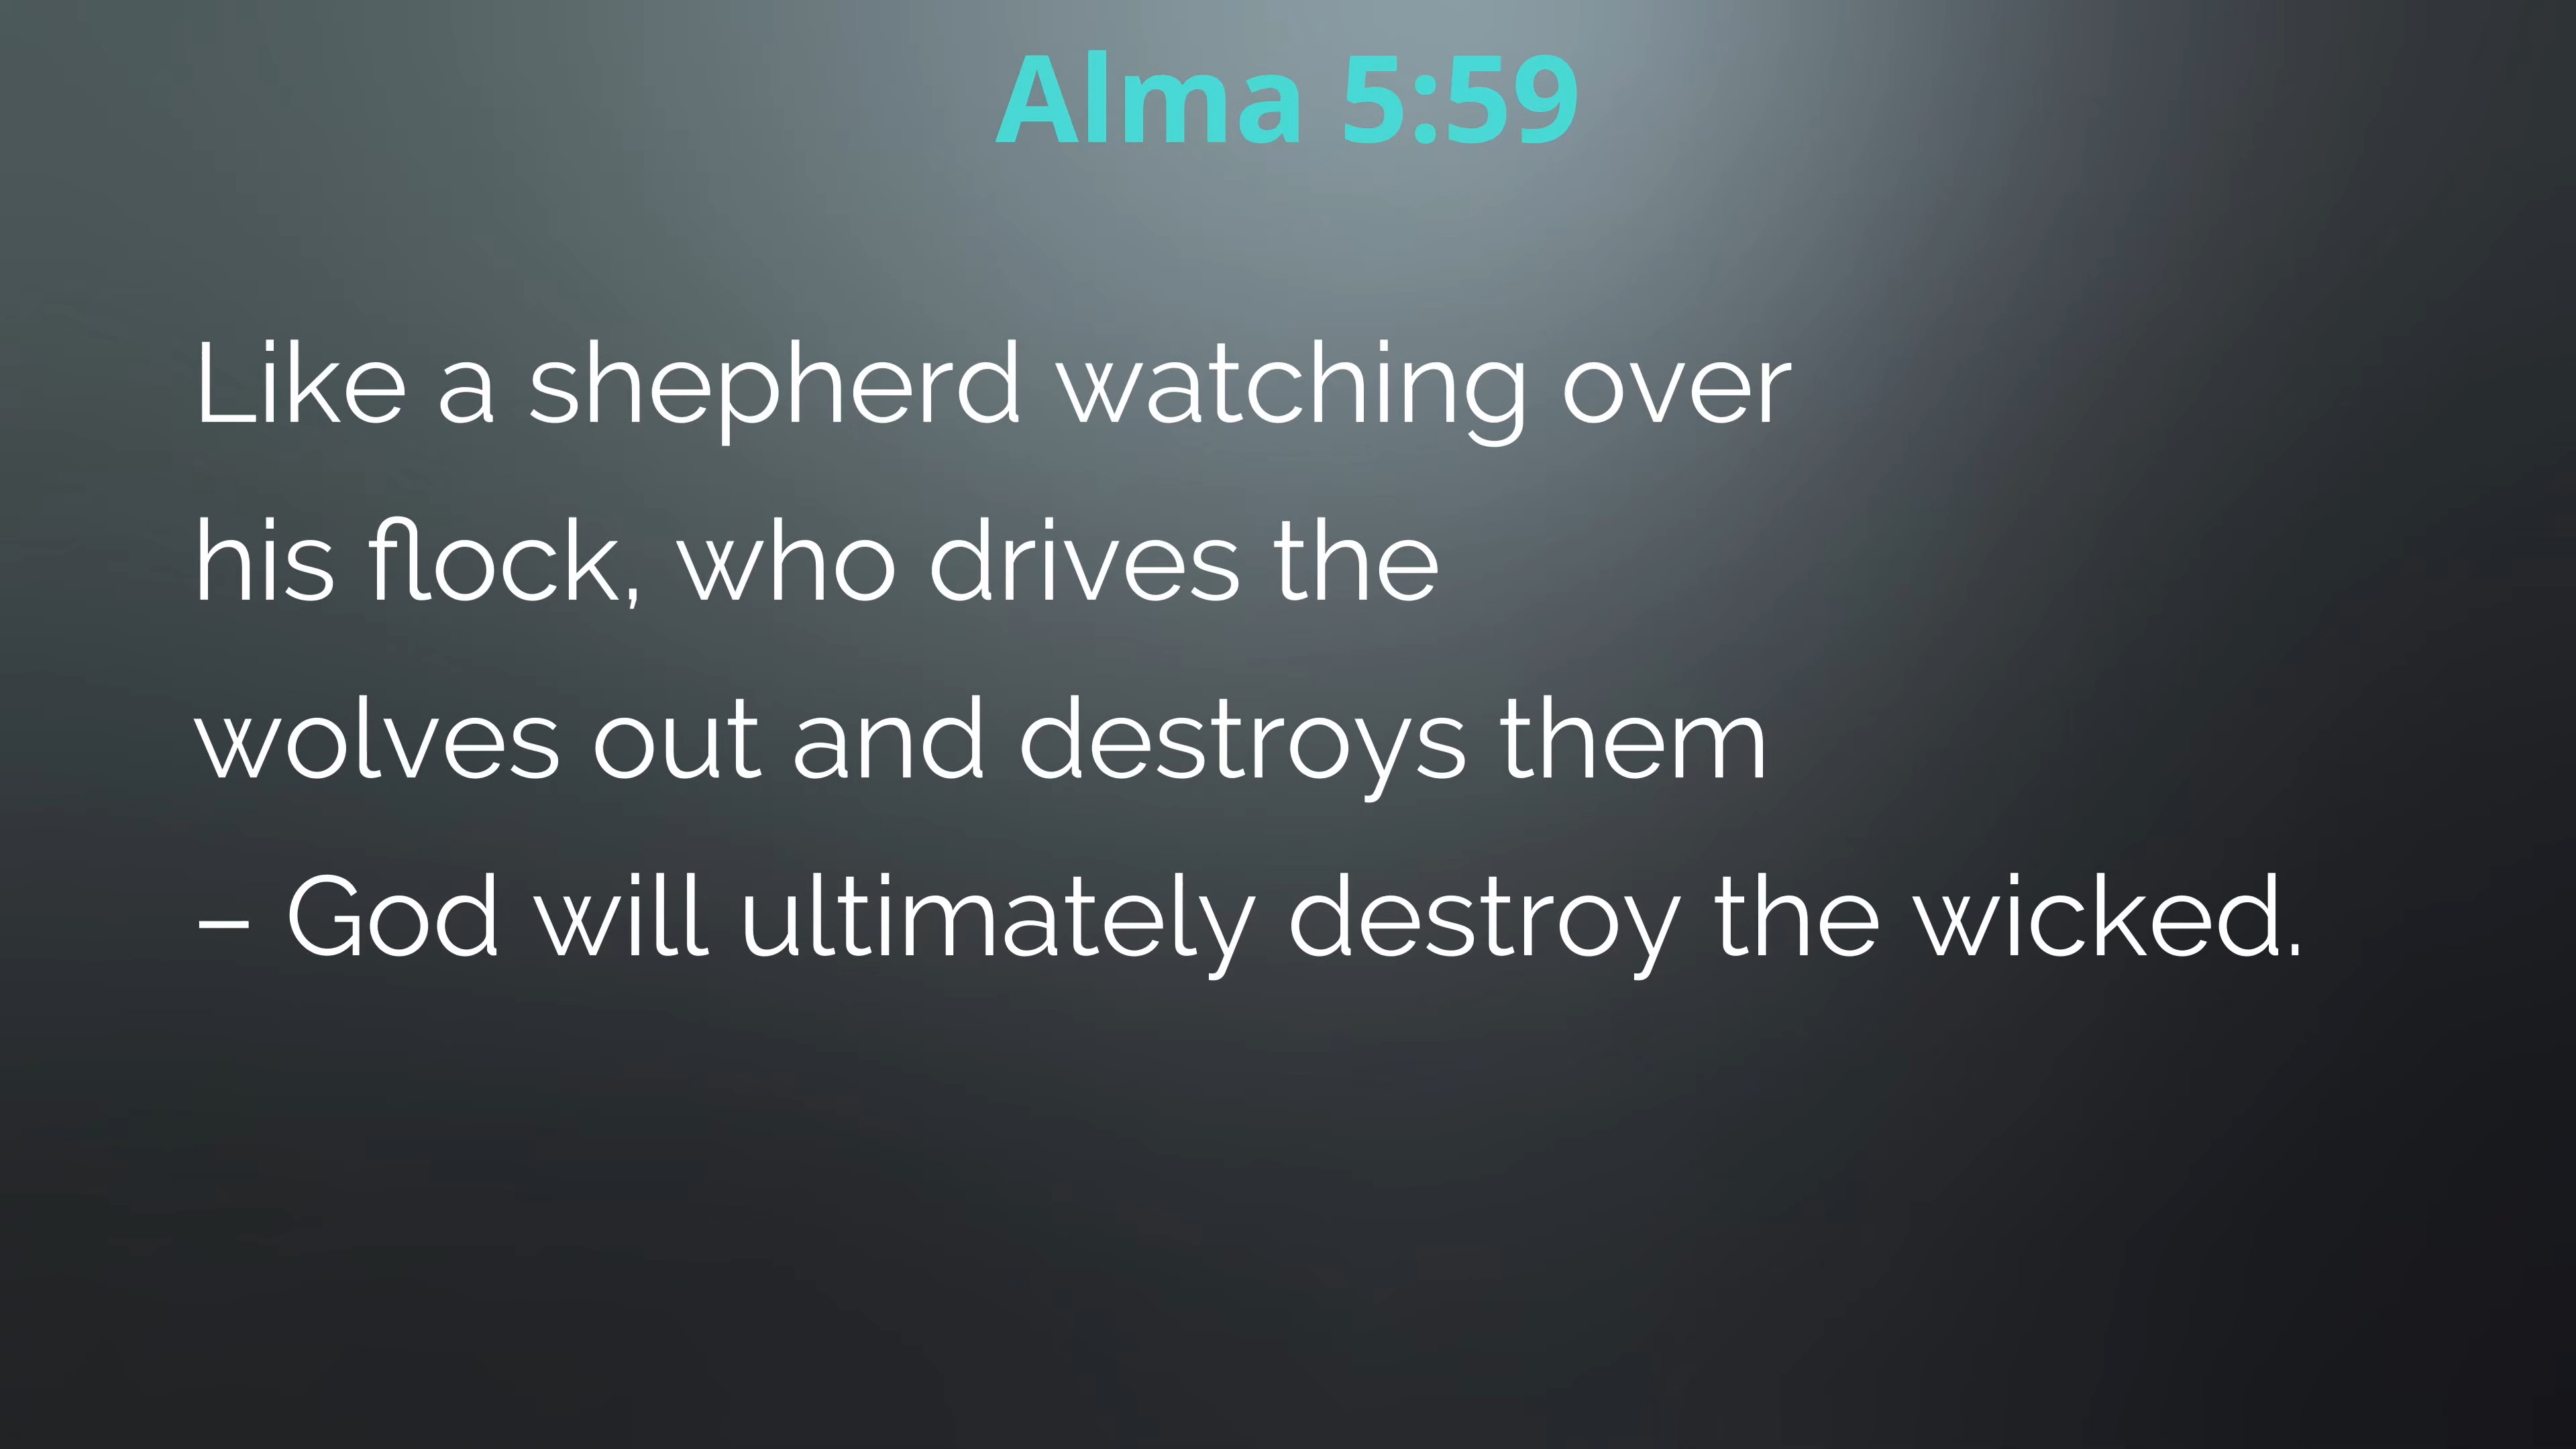 Alma 5:59
Like a shepherd watching over
his flock, who drives the
wolves out and destroys them
– God will ultimately destroy the wicked.